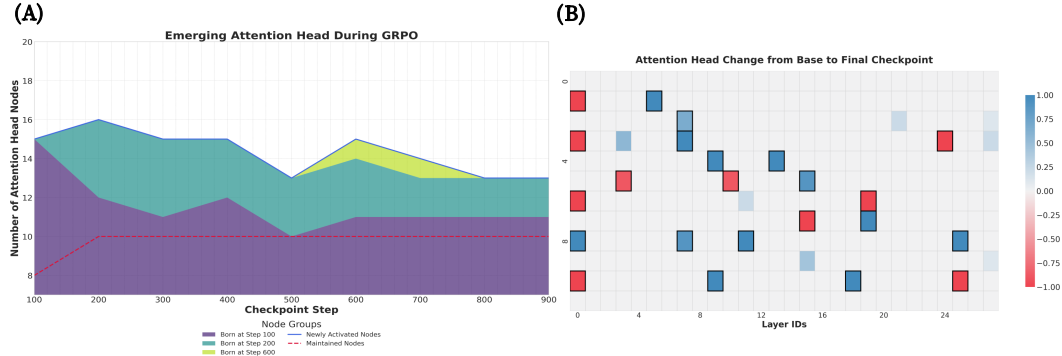 (A)
Emerging Attention Head During GRPO
Number of Attention Head Nodes
16
14
12
10
8
100 200 300 400 500 600 700 800 900
Checkpoint Step
Node Groups
Born at Step 100
Born at Step 200
Born at Step 600
Newly Activated Nodes
Maintained Nodes
(B)
Attention Head Change from Base to Final Checkpoint
0
4
8
0 4 8 12 16 20 24
Layer IDs
1.00
0.75
0.50
0.25
0.00
−0.25
−0.50
−0.75
−1.00